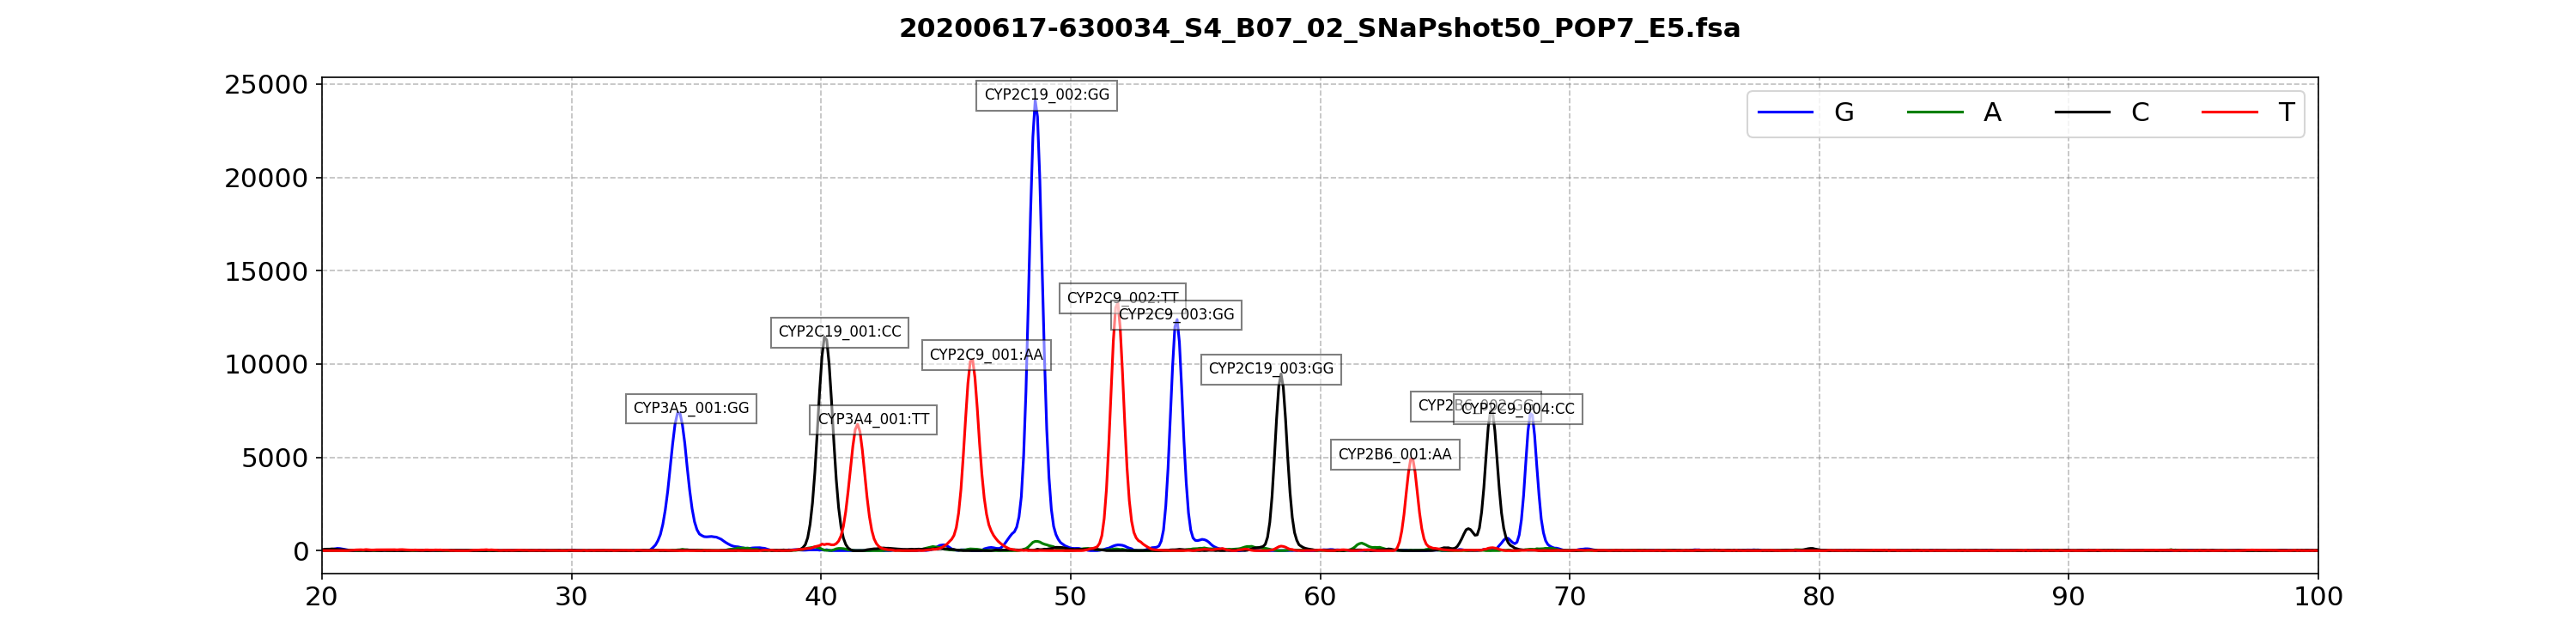 20200617-630034_S4_B07_02_SNaPshot50_POP7_E5.fsa
25000
20000
15000
10000
5000
0
G A C T
CYP2C19_002:GG
CYP2C9_002:TT
CYP2C9_003:GG
CYP2C19_001:CC
CYP2C9_001:AA
CYP2C19_003:GG
CYP3A5_001:GG
CYP3A4_001:TT
CYP2C9_004:CC
CYP2B6_001:AA
20 30 40 50 60 70 80 90 100